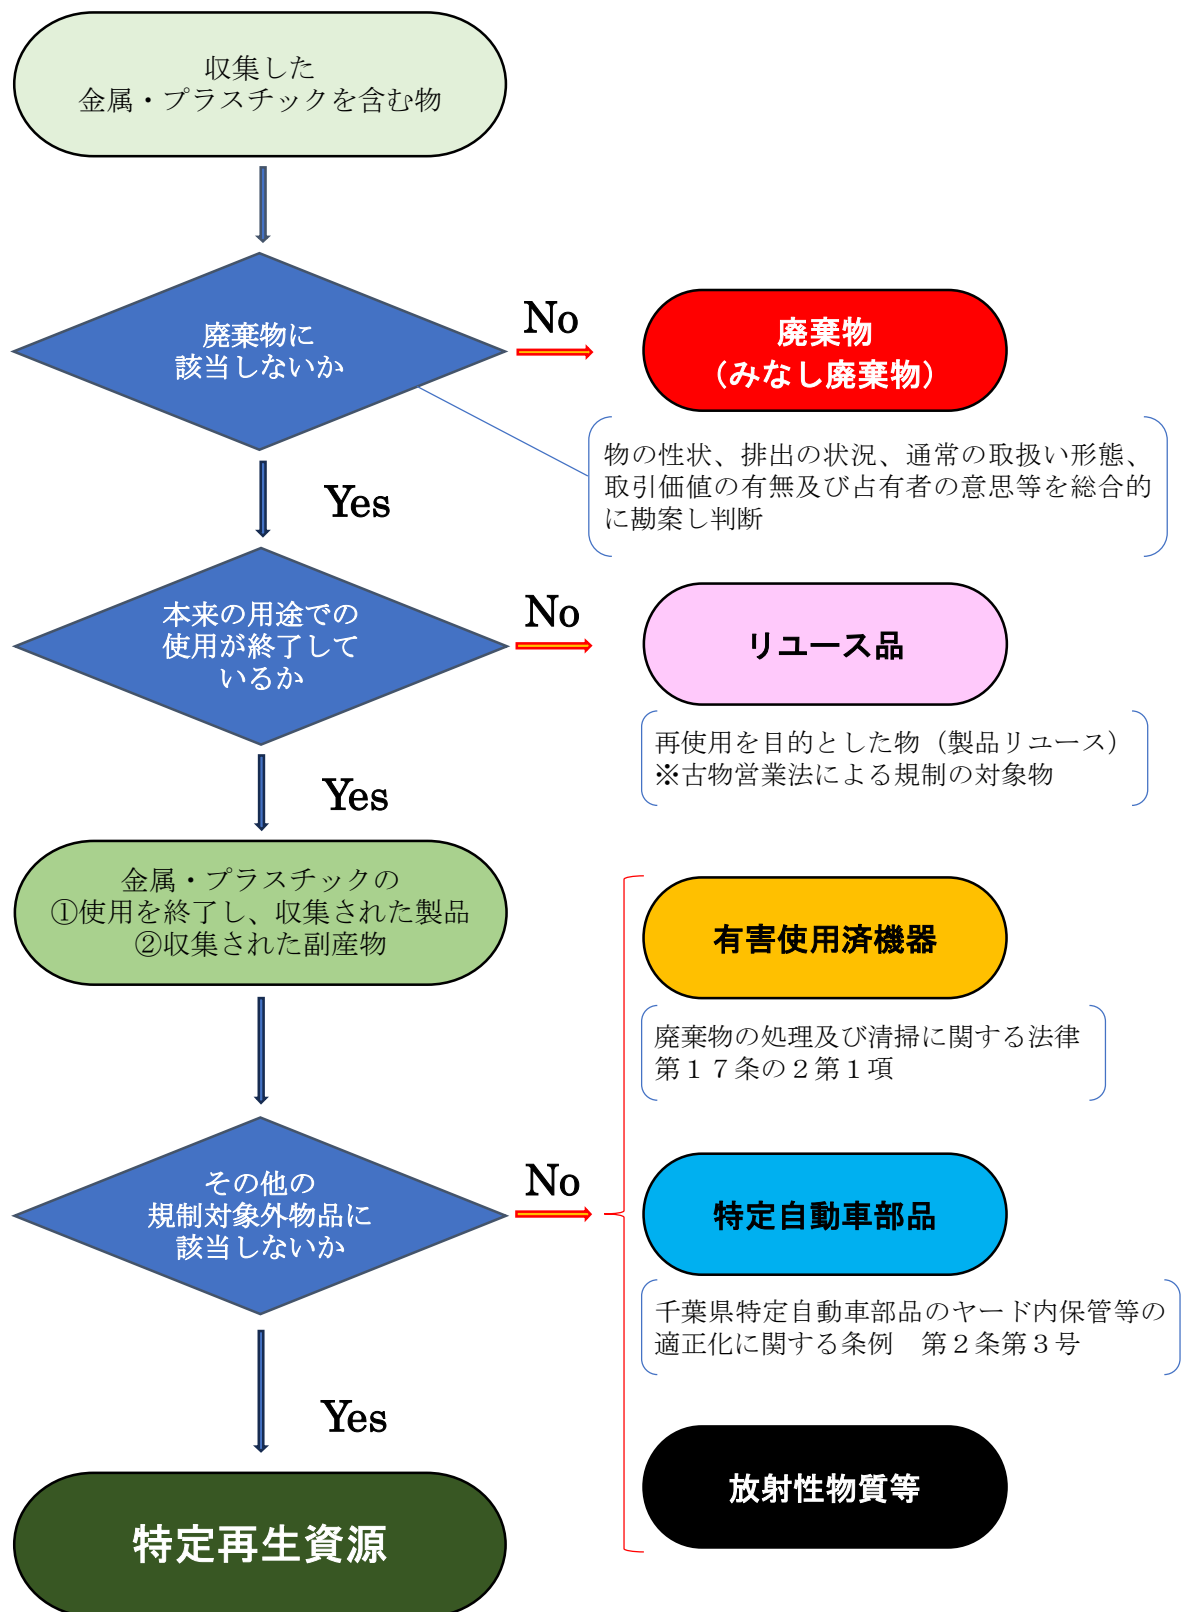 収集した
金属・プラスチックを含む物
廃棄物に
該当しないか
No
廃棄物
（みなし廃棄物）
物の性状、排出の状況、通常の取扱い形態、
取引価値の有無及び占有者の意思等を総合的
に勘案し判断
Yes
本来の用途での
使用が終了して
いるか
No
リユース品
再使用を目的とした物（製品リユース）
※古物営業法による規制の対象物
Yes
金属・プラスチックの
①使用を終了し、収集された製品
②収集された副産物
有害使用済機器
廃棄物の処理及び清掃に関する法律
第１７条の２第１項
その他の
規制対象外物品に
該当しないか
No
特定自動車部品
千葉県特定自動車部品のヤード内保管等の
適正化に関する条例　第２条第３号
Yes
放射性物質等
特定再生資源